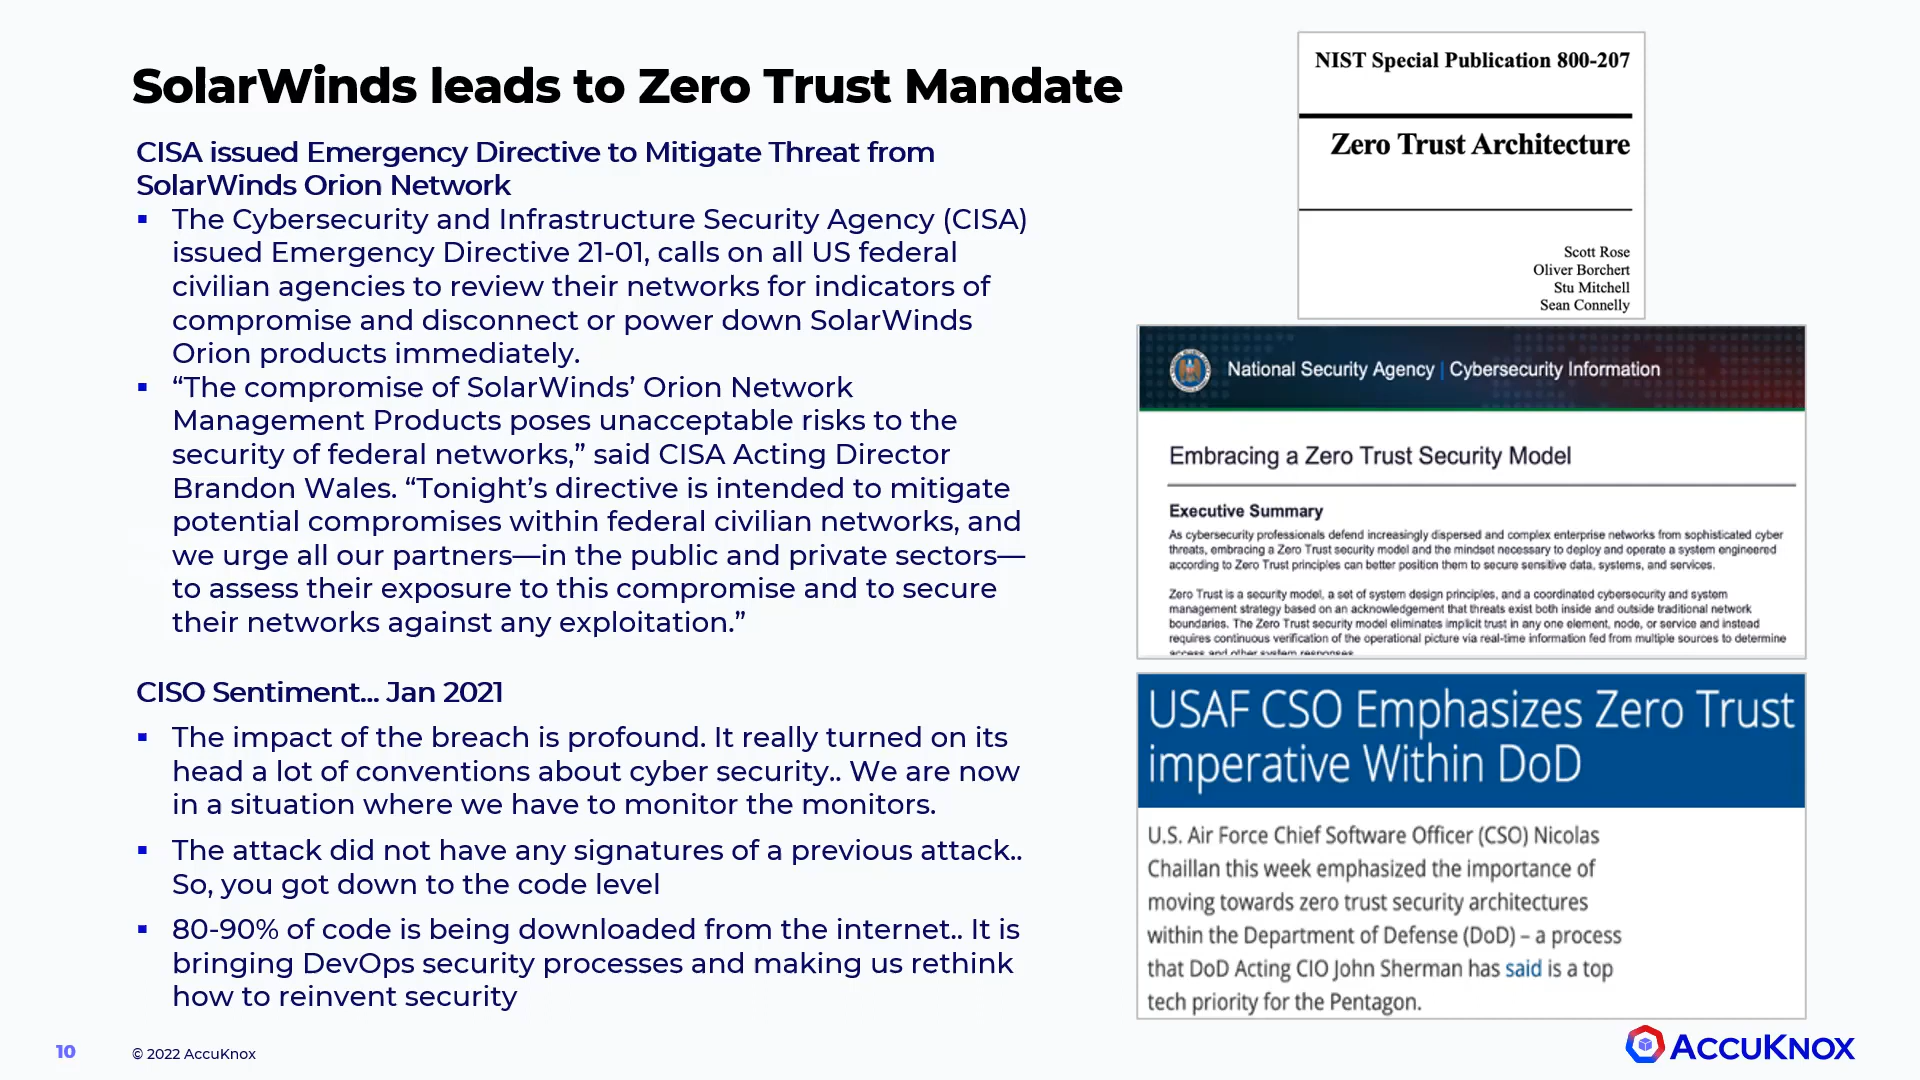 SolarWinds leads to Zero Trust Mandate
CISA issued Emergency Directive to Mitigate Threat from
SolarWinds Orion Network
▪ The Cybersecurity and Infrastructure Security Agency (CISA)
issued Emergency Directive 21-01, calls on all US federal
civilian agencies to review their networks for indicators of
compromise and disconnect or power down SolarWinds
Orion products immediately.
▪ “The compromise of SolarWinds’ Orion Network
Management Products poses unacceptable risks to the
security of federal networks,” said CISA Acting Director
Brandon Wales. “Tonight’s directive is intended to mitigate
potential compromises within federal civilian networks, and
we urge all our partners—in the public and private sectors—
to assess their exposure to this compromise and to secure
their networks against any exploitation.”
CISO Sentiment... Jan 2021
▪ The impact of the breach is profound. It really turned on its
head a lot of conventions about cyber security.. We are now
in a situation where we have to monitor the monitors.
▪ The attack did not have any signatures of a previous attack..
So, you got down to the code level
▪ 80-90% of code is being downloaded from the internet.. It is
bringing DevOps security processes and making us rethink
how to reinvent security
NIST Special Publication 800-207
Zero Trust Architecture
Scott Rose
Oliver Borchert
Stu Mitchell
Sean Connelly
National Security Agency | Cybersecurity Information
Embracing a Zero Trust Security Model
Executive Summary
As cybersecurity professionals defend increasingly dispersed and complex enterprise networks from sophisticated cyber
threats, embracing a Zero Trust security model and the mindset necessary to deploy and operate a system engineered
according to Zero Trust principles can better position them to secure sensitive data, systems, and services.
Zero Trust is a security model, a set of system design principles, and a coordinated cybersecurity and system
management strategy based on an acknowledgement that threats exist both inside and outside traditional network
boundaries. The Zero Trust security model eliminates implicit trust in any one element, node, or service and instead
requires continuous verification of the operational picture via real-time information fed from multiple sources to determine
access and other system responses.
USAF CSO Emphasizes Zero Trust
imperative Within DoD
U.S. Air Force Chief Software Officer (CSO) Nicolas
Chaillan this week emphasized the importance of
moving towards zero trust security architectures
within the Department of Defense (DoD) – a process
that DoD Acting CIO John Sherman has said is a top
tech priority for the Pentagon.
10
© 2022 AccuKnox
ACCUKNOX